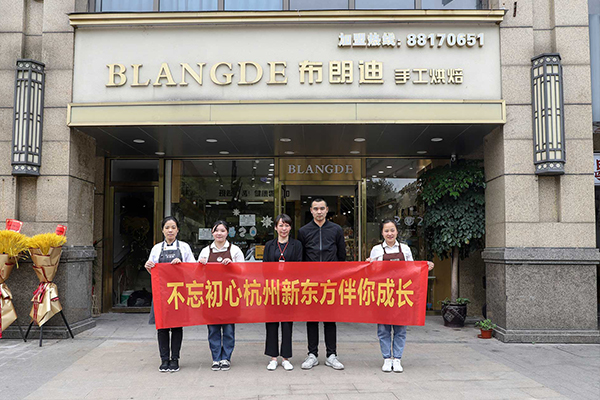 加盟热线：88170651
BLANGDE 布朗迪 手工烘焙
BLANGDE
不忘初心杭州新东方伴你成长